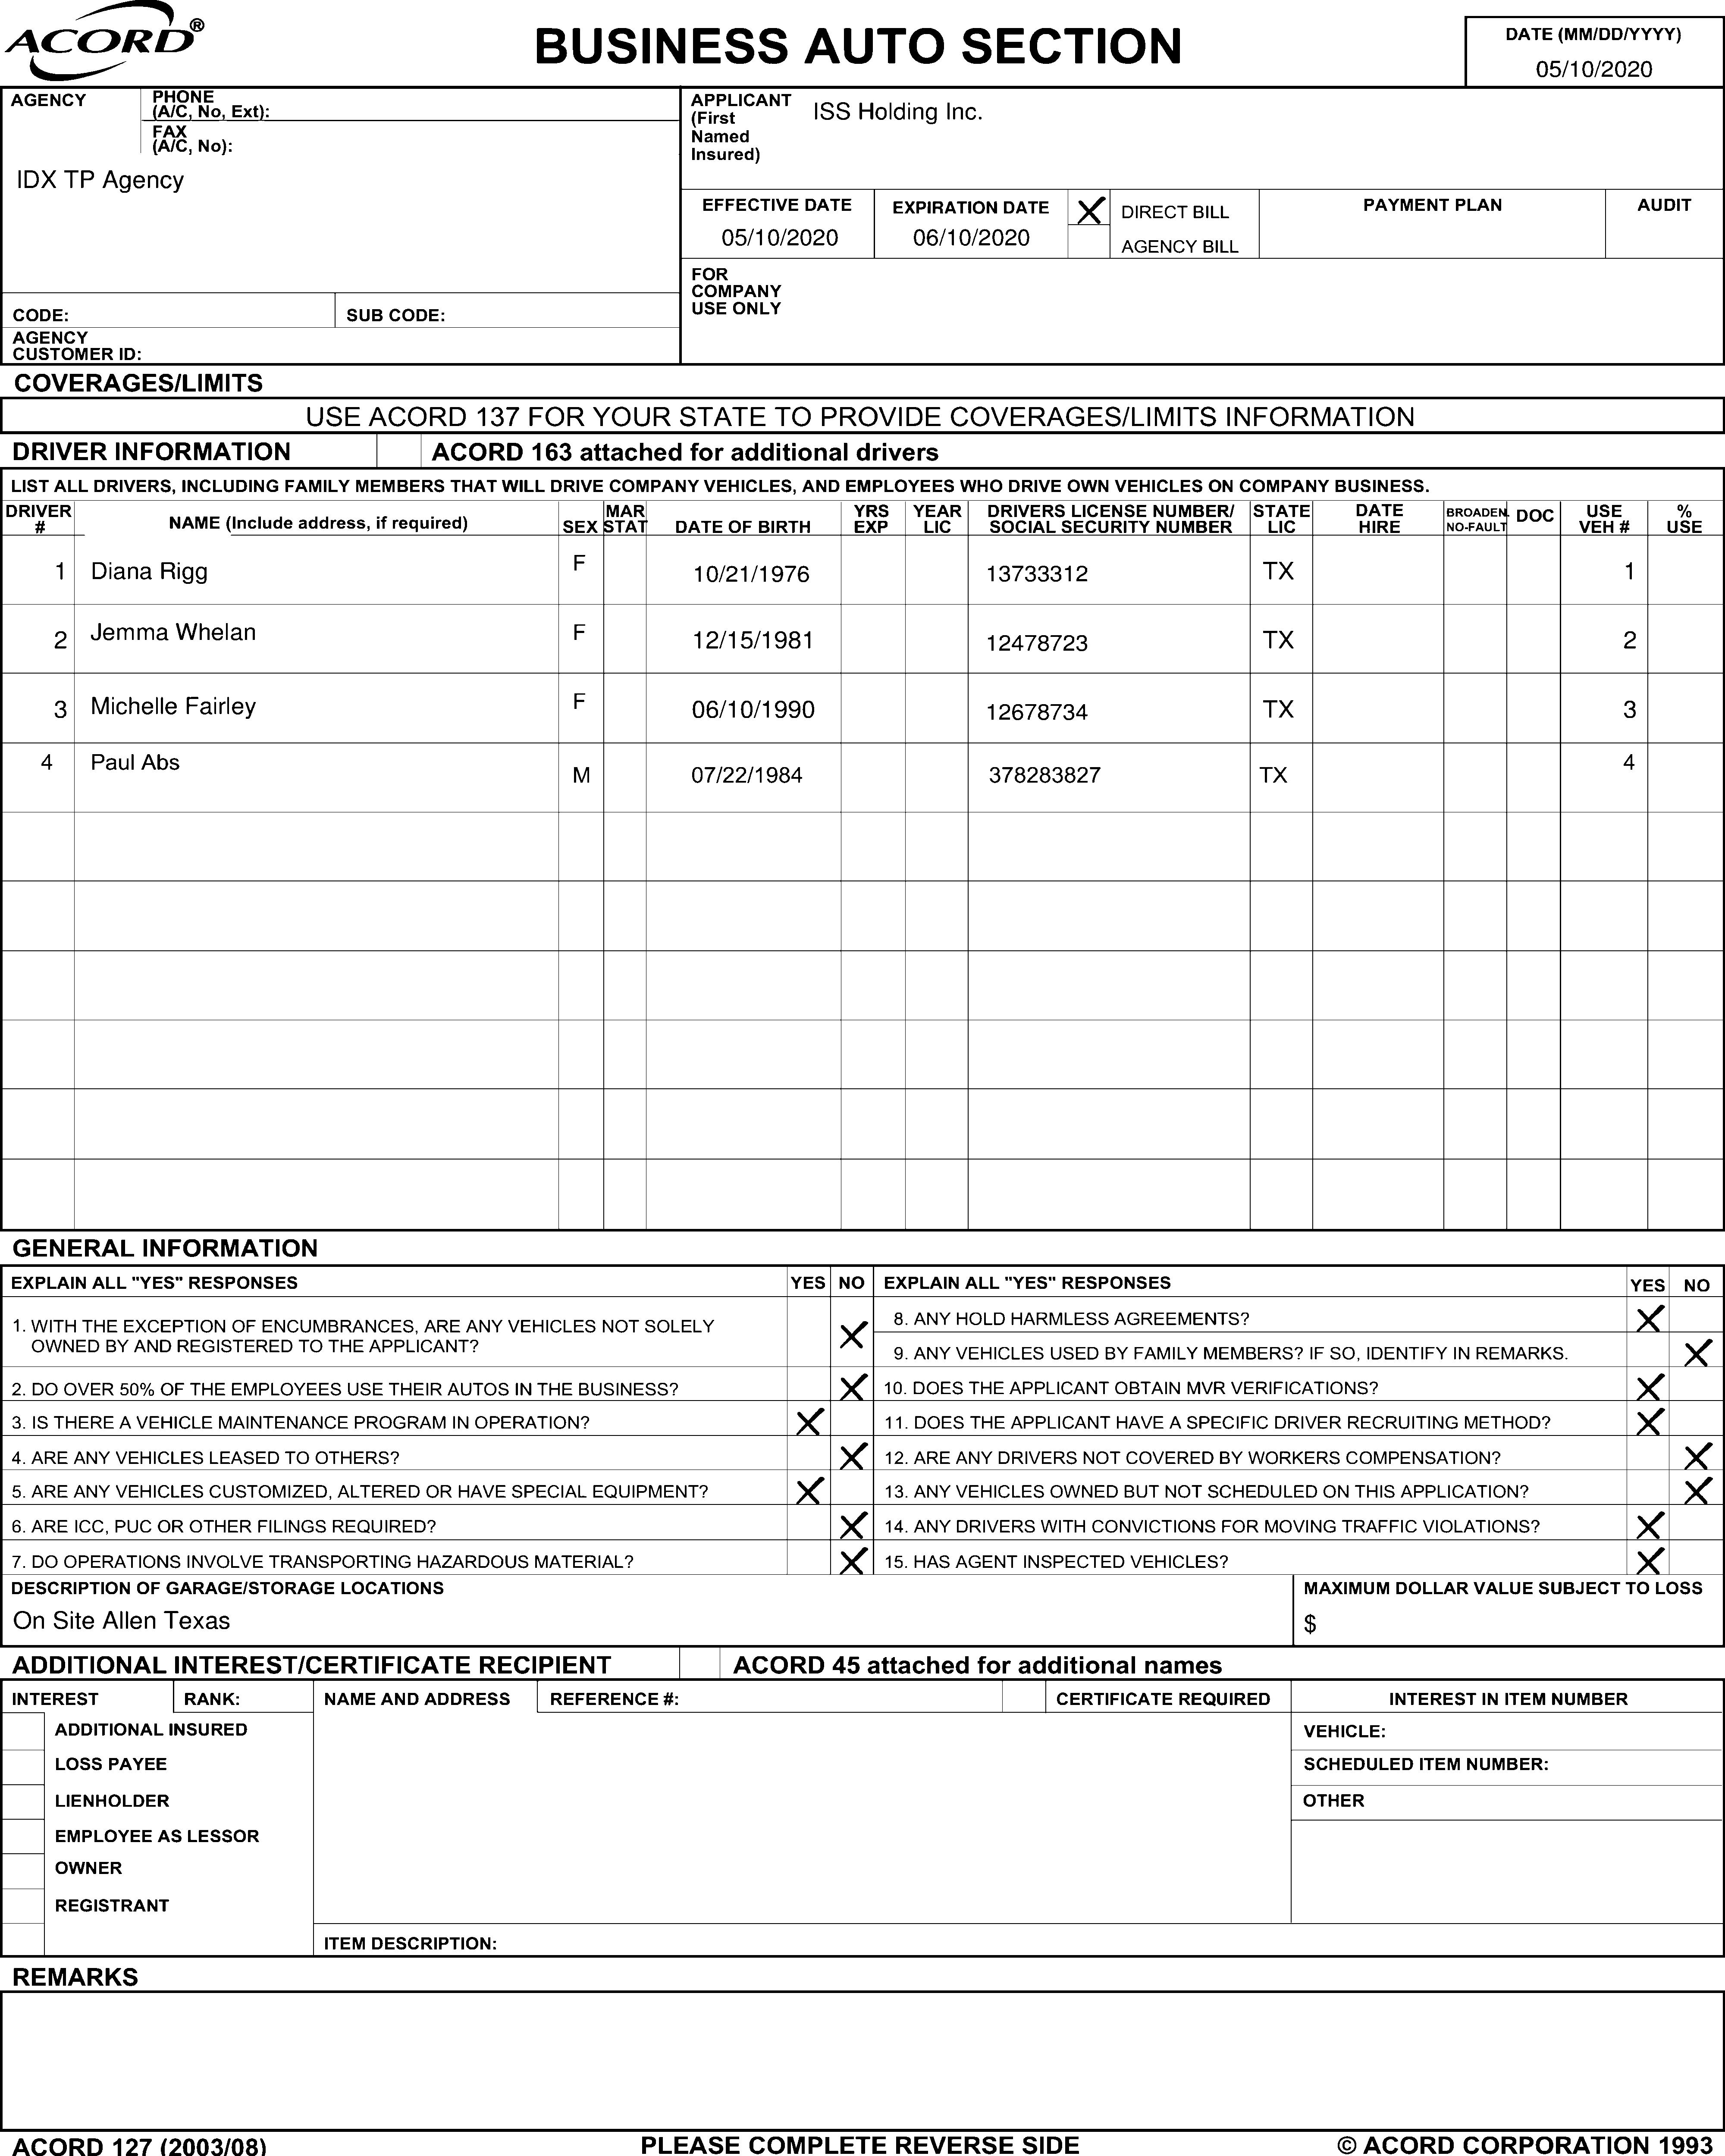 ACORD®
BUSINESS AUTO SECTION
DATE (MM/DD/YYYY)
05/10/2020
AGENCY
PHONE
(A/C, No, Ext):
FAX
(A/C, No):
IDX TP Agency
CODE:
SUB CODE:
AGENCY
CUSTOMER ID:
APPLICANT
(First
Named
Insured)
ISS Holding Inc.
EFFECTIVE DATE
05/10/2020
EXPIRATION DATE
06/10/2020
X DIRECT BILL
AGENCY BILL
PAYMENT PLAN
AUDIT
FOR
COMPANY
USE ONLY
COVERAGES/LIMITS
USE ACORD 137 FOR YOUR STATE TO PROVIDE COVERAGES/LIMITS INFORMATION
DRIVER INFORMATION ACORD 163 attached for additional drivers
LIST ALL DRIVERS, INCLUDING FAMILY MEMBERS THAT WILL DRIVE COMPANY VEHICLES, AND EMPLOYEES WHO DRIVE OWN VEHICLES ON COMPANY BUSINESS.
DRIVER MAR YRS YEAR DRIVERS LICENSE NUMBER/ STATE DATE BROADEN. DOC USE %
# NAME (Include address, if required) SEX STAT DATE OF BIRTH EXP LIC SOCIAL SECURITY NUMBER LIC HIRE NO-FAULT VEH # USE
1 Diana Rigg F 10/21/1976 13733312 TX 1
2 Jemma Whelan F 12/15/1981 12478723 TX 2
3 Michelle Fairley F 06/10/1990 12678734 TX 3
4 Paul Abs M 07/22/1984 378283827 TX 4
GENERAL INFORMATION
EXPLAIN ALL "YES" RESPONSES YES NO
1. WITH THE EXCEPTION OF ENCUMBRANCES, ARE ANY VEHICLES NOT SOLELY
OWNED BY AND REGISTERED TO THE APPLICANT? X
2. DO OVER 50% OF THE EMPLOYEES USE THEIR AUTOS IN THE BUSINESS? X
3. IS THERE A VEHICLE MAINTENANCE PROGRAM IN OPERATION? X
4. ARE ANY VEHICLES LEASED TO OTHERS? X
5. ARE ANY VEHICLES CUSTOMIZED, ALTERED OR HAVE SPECIAL EQUIPMENT? X
6. ARE ICC, PUC OR OTHER FILINGS REQUIRED? X
7. DO OPERATIONS INVOLVE TRANSPORTING HAZARDOUS MATERIAL? X
EXPLAIN ALL "YES" RESPONSES YES NO
8. ANY HOLD HARMLESS AGREEMENTS? X
9. ANY VEHICLES USED BY FAMILY MEMBERS? IF SO, IDENTIFY IN REMARKS. X
10. DOES THE APPLICANT OBTAIN MVR VERIFICATIONS? X
11. DOES THE APPLICANT HAVE A SPECIFIC DRIVER RECRUITING METHOD? X
12. ARE ANY DRIVERS NOT COVERED BY WORKERS COMPENSATION? X
13. ANY VEHICLES OWNED BUT NOT SCHEDULED ON THIS APPLICATION? X
14. ANY DRIVERS WITH CONVICTIONS FOR MOVING TRAFFIC VIOLATIONS? X
15. HAS AGENT INSPECTED VEHICLES? X
DESCRIPTION OF GARAGE/STORAGE LOCATIONS
On Site Allen Texas
MAXIMUM DOLLAR VALUE SUBJECT TO LOSS
$
ADDITIONAL INTEREST/CERTIFICATE RECIPIENT ACORD 45 attached for additional names
INTEREST RANK: NAME AND ADDRESS REFERENCE #: CERTIFICATE REQUIRED INTEREST IN ITEM NUMBER
ADDITIONAL INSURED
LOSS PAYEE
LIENHOLDER
EMPLOYEE AS LESSOR
OWNER
REGISTRANT
VEHICLE:
SCHEDULED ITEM NUMBER:
OTHER
ITEM DESCRIPTION:
REMARKS
ACORD 127 (2003/08) PLEASE COMPLETE REVERSE SIDE © ACORD CORPORATION 1993